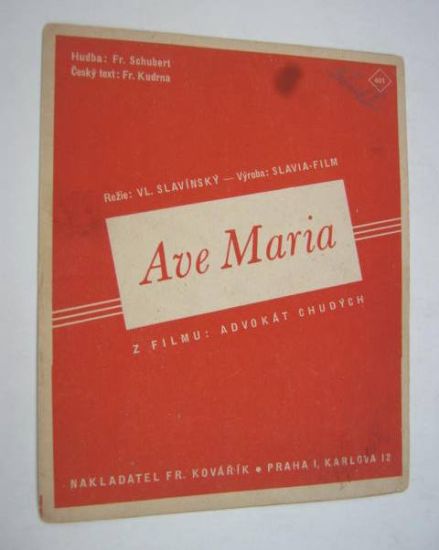 Hudba: Fr. Schubert
Český text: Fr. Kudrna
601
Režie: VL. SLAVÍNSKÝ — Výroba: SLAVIA-FILM
Ave Maria
Z FILMU: ADVOKÁT CHUDÝCH
NAKLADATEL FR. KOVÁŘÍK • PRAHA I, KARLOVA 12